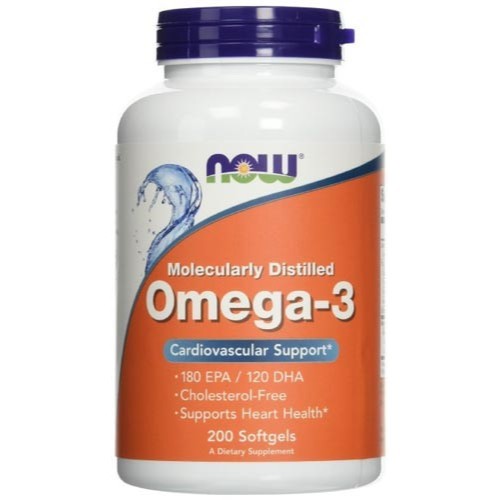 now
Molecularly Distilled
Omega-3
Cardiovascular Support*
• 180 EPA / 120 DHA
• Cholesterol-Free
• Supports Heart Health*
200 Softgels
A Dietary Supplement